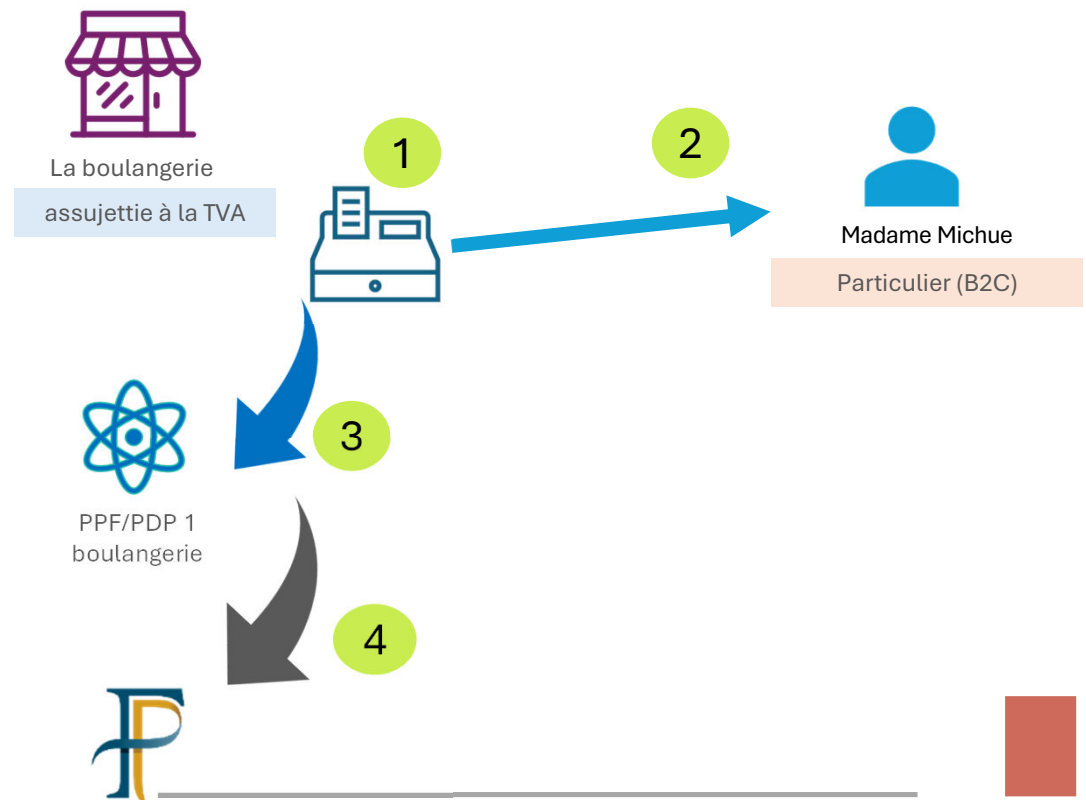 La boulangerie
assujettie à la TVA
1
2
Madame Michue
Particulier (B2C)
3
PPF/PDP 1
boulangerie
4